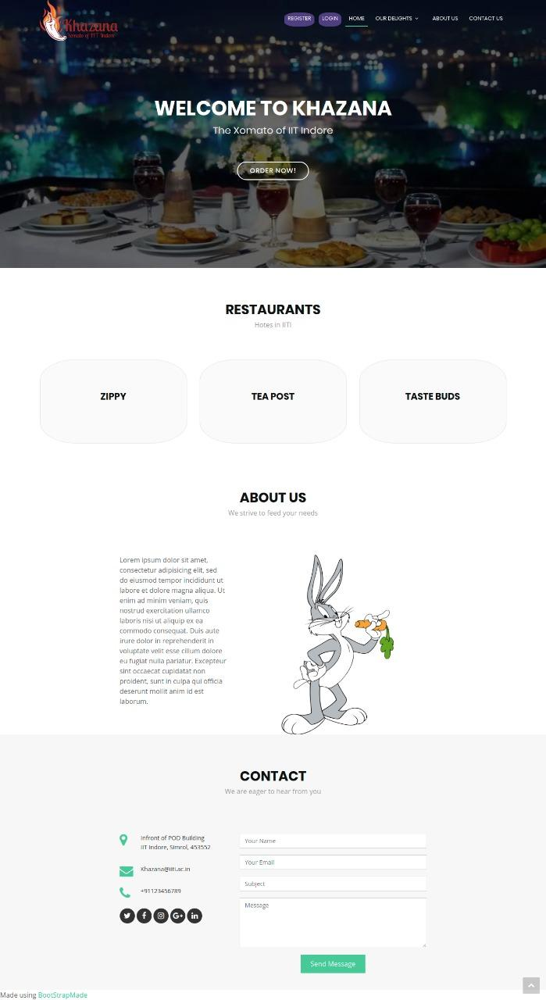 Khazana
Xomato of IIT Indore
REGISTER LOGIN HOME OUR DELIGHTS ABOUT US CONTACT US
WELCOME TO KHAZANA
The Xomato of IIT Indore
ORDER NOW!
RESTAURANTS
Hotes in IITI
ZIPPY TEA POST TASTE BUDS
ABOUT US
We strive to feed your needs
Lorem ipsum dolor sit amet,
consectetur adipisicing elit, sed
do eiusmod tempor incididunt ut
labore et dolore magna aliqua. Ut
enim ad minim veniam, quis
nostrud exercitation ullamco
laboris nisi ut aliquip ex ea
commodo consequat. Duis aute
irure dolor in reprehenderit in
voluptate velit esse cillum dolore
eu fugiat nulla pariatur. Excepteur
sint occaecat cupidatat non
proident, sunt in culpa qui officia
deserunt mollit anim id est
laborum.
CONTACT
We are eager to hear from you
Infront of POD Building
IIT Indore, Simrol, 453552
Khazana@iiti.ac.in
+91123456789
Your Name
Your Email
Subject
Message
Send Message
Made using BootStrapMade